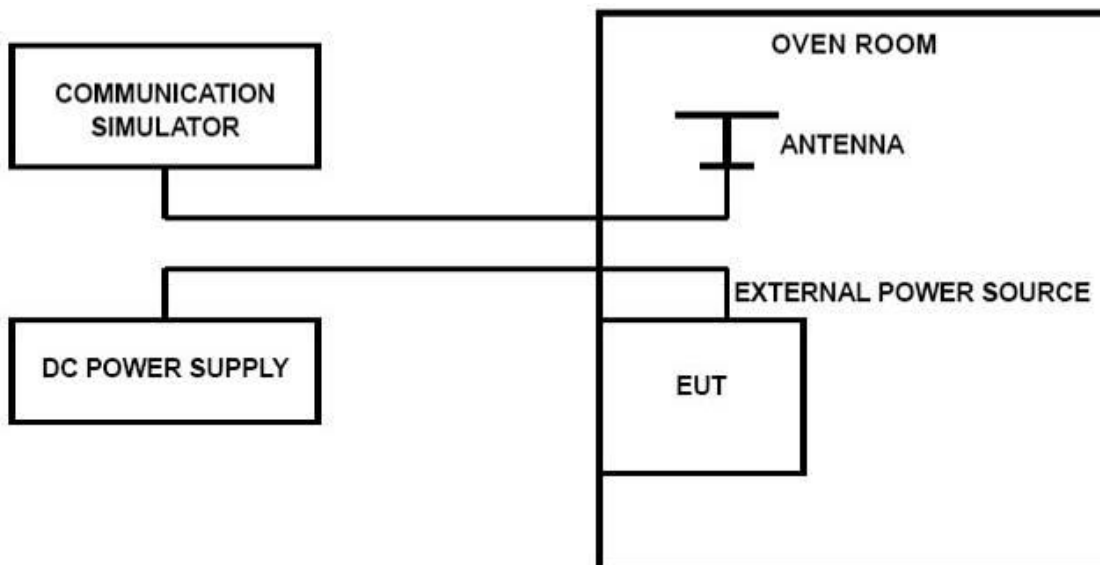 OVEN ROOM
COMMUNICATION
SIMULATOR
ANTENNA
EXTERNAL POWER SOURCE
DC POWER SUPPLY
EUT